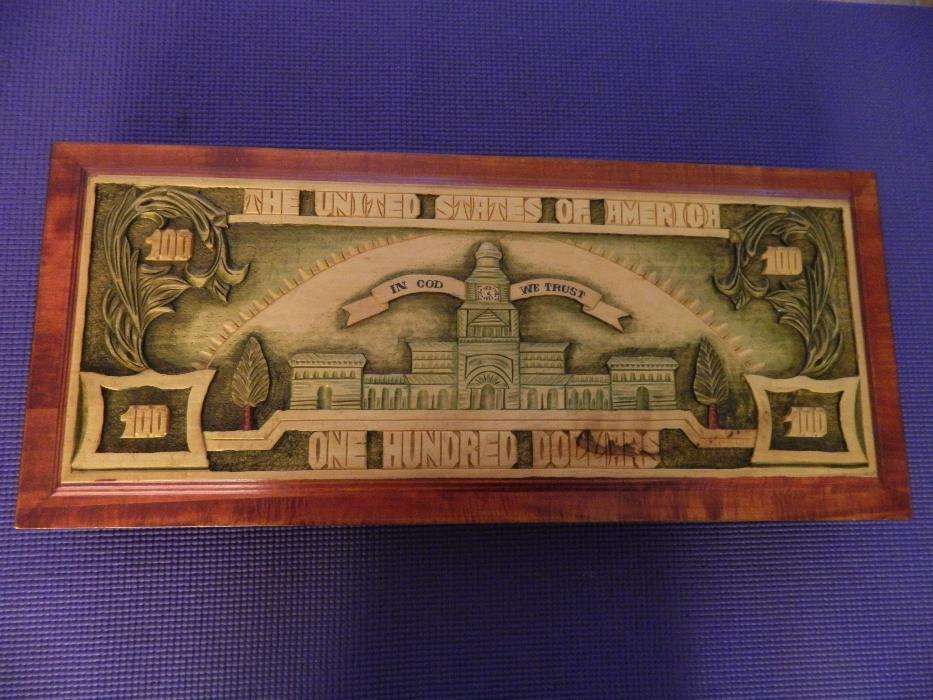 THE UNITED STATES OF AMERICA
100
100
IN GOD WE TRUST
100
100
ONE HUNDRED DOLLARS